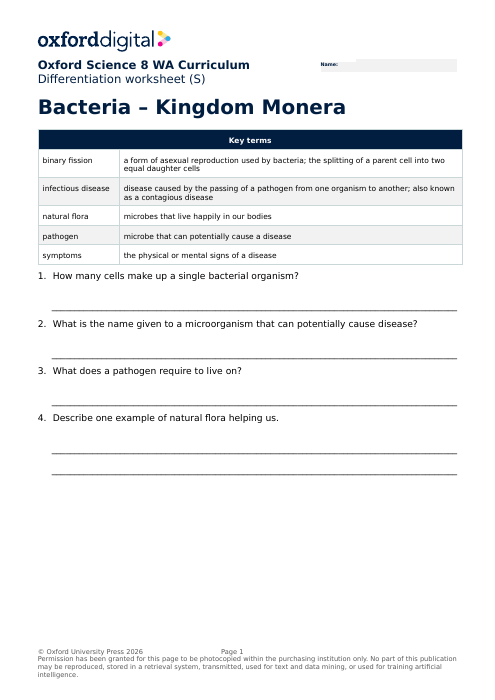 oxforddigital
Oxford Science 8 WA Curriculum
Name:
Differentiation worksheet (S)
Bacteria – Kingdom Monera
Key terms
binary fission
a form of asexual reproduction used by bacteria; the splitting of a parent cell into two
equal daughter cells
infectious disease
disease caused by the passing of a pathogen from one organism to another; also known
as a contagious disease
natural flora
microbes that live happily in our bodies
pathogen
microbe that can potentially cause a disease
symptoms
the physical or mental signs of a disease
1. How many cells make up a single bacterial organism?
2. What is the name given to a microorganism that can potentially cause disease?
3. What does a pathogen require to live on?
4. Describe one example of natural flora helping us.
© Oxford University Press 2026 Page 1
Permission has been granted for this page to be photocopied within the purchasing institution only. No part of this publication
may be reproduced, stored in a retrieval system, transmitted, used for text and data mining, or used for training artificial
intelligence.